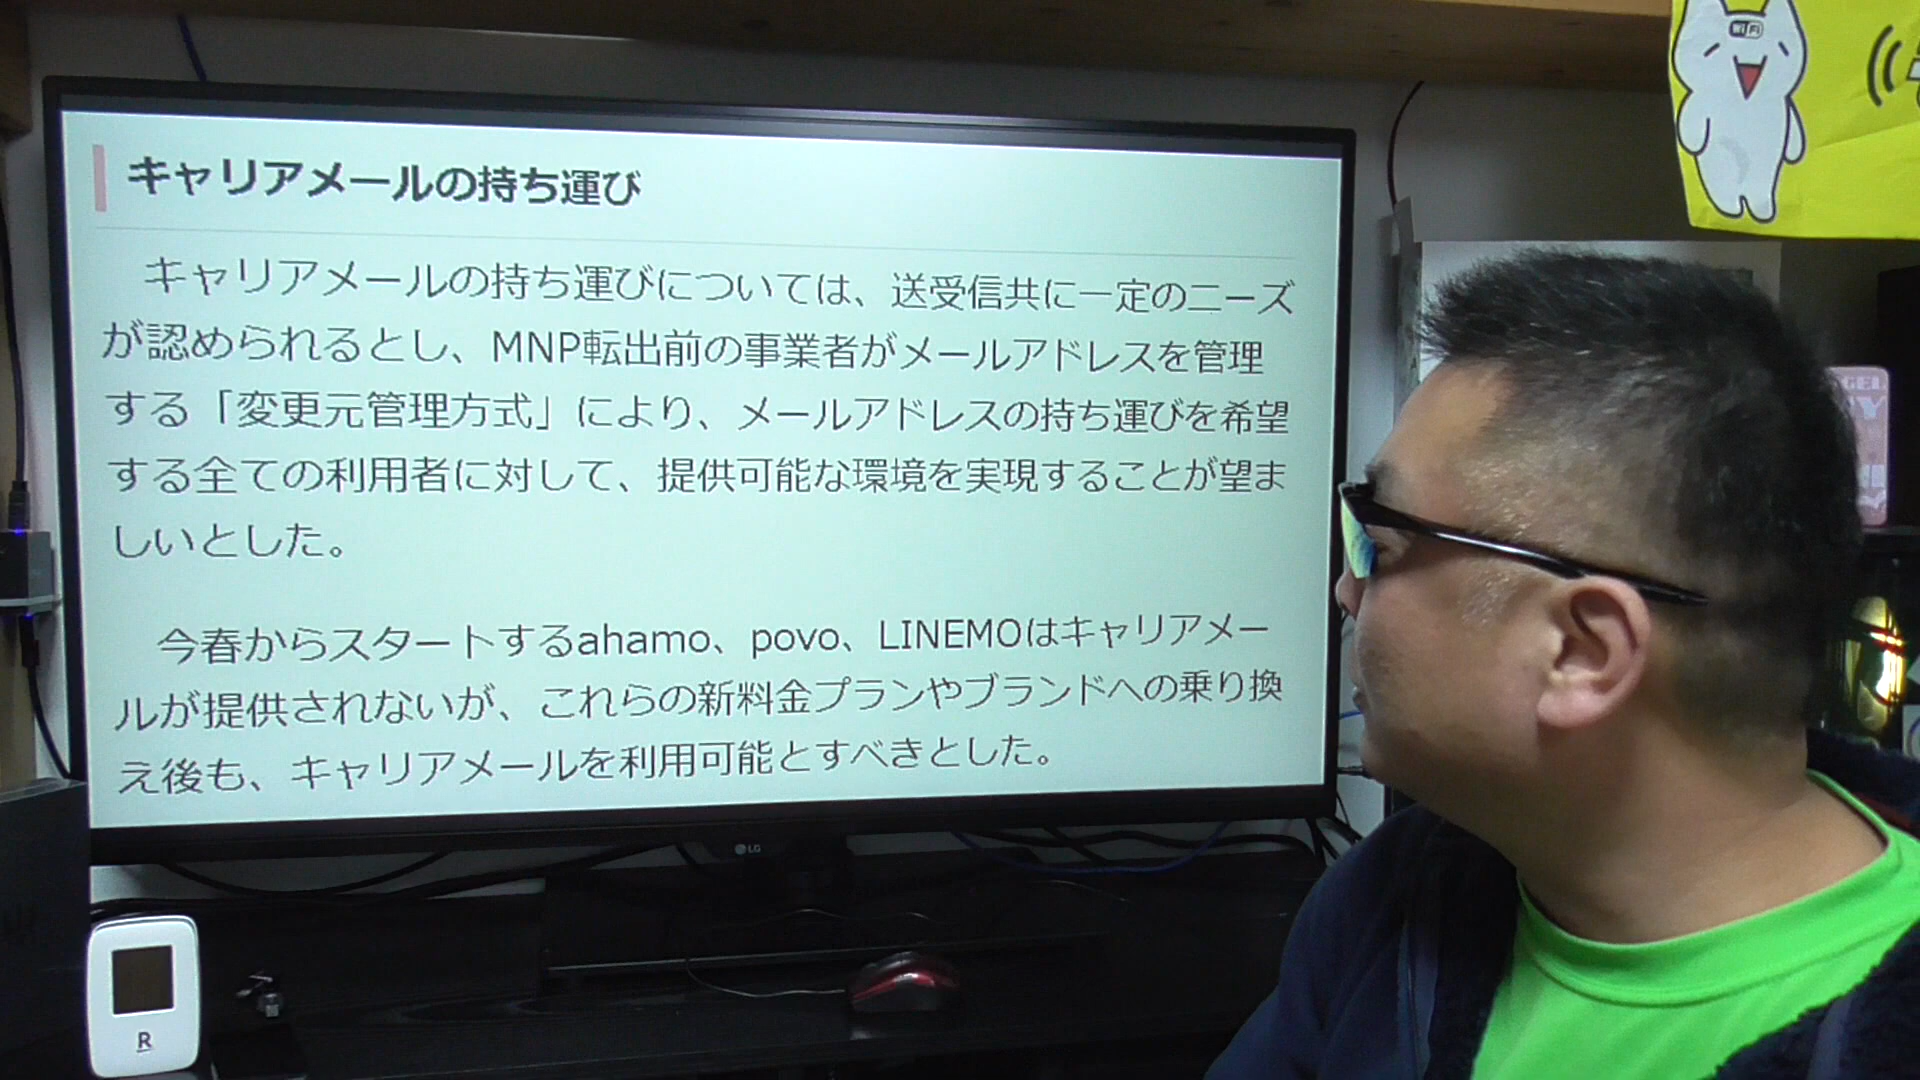 キャリアメールの持ち運び
キャリアメールの持ち運びについては、送受信共に一定のニーズ
が認められるとし、MNP転出前の事業者がメールアドレスを管理
する「変更元管理方式」により、メールアドレスの持ち運びを希望
する全ての利用者に対して、提供可能な環境を実現することが望ま
しいとした。
今春からスタートするahamo、povo、LINEMOはキャリアメー
ルが提供されないが、これらの新料金プランやブランドへの乗り換
え後も、キャリアメールを利用可能とすべきとした。
LG
R
WiFi